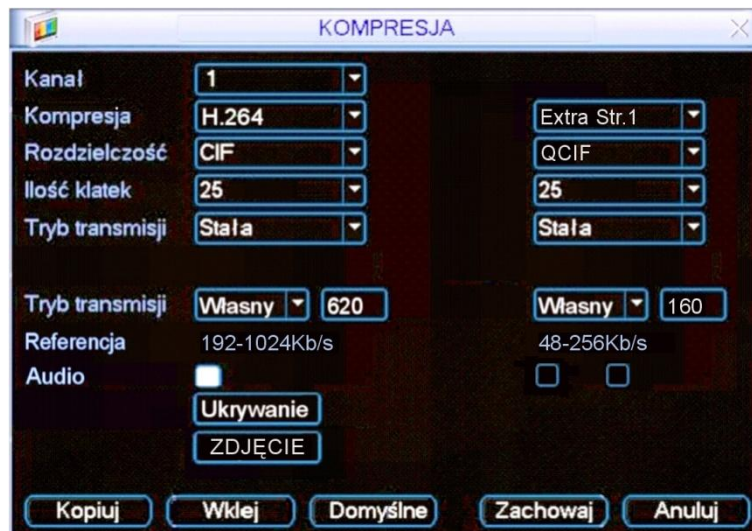 KOMPRESJA
Kanał 1
Kompresja H.264 Extra Str.1
Rozdzielczość CIF QCIF
Ilość klatek 25 25
Tryb transmisji Stała Stała
Tryb transmisji Własny 620 Własny 160
Referencja 192-1024Kb/s 48-256Kb/s
Audio
Ukrywanie
ZDJĘCIE
Kopiuj Wklej Domyślne Zachowaj Anuluj